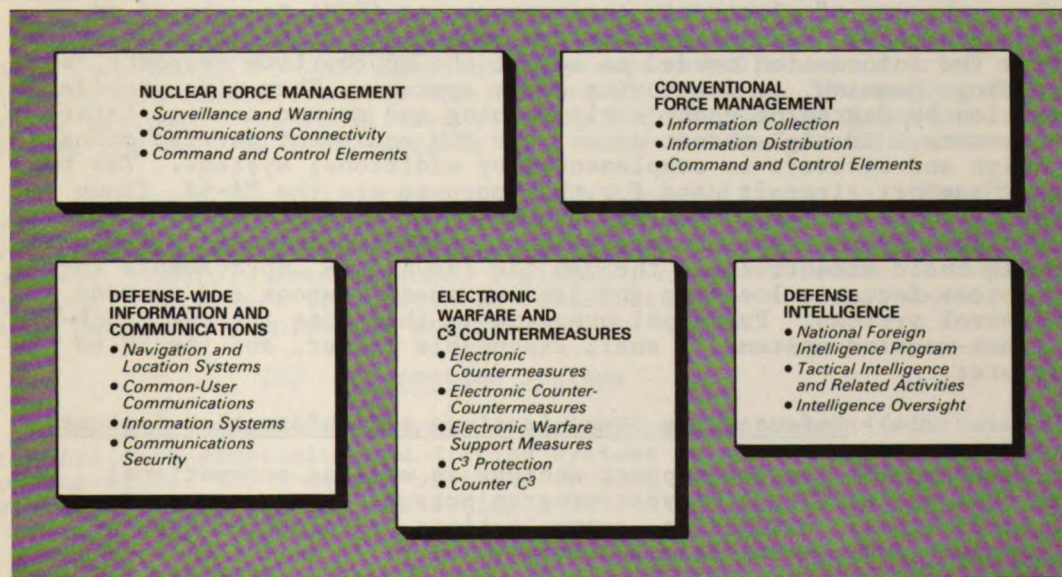 NUCLEAR FORCE MANAGEMENT
• Surveillance and Warning
• Communications Connectivity
• Command and Control Elements
CONVENTIONAL
FORCE MANAGEMENT
• Information Collection
• Information Distribution
• Command and Control Elements
DEFENSE-WIDE
INFORMATION AND
COMMUNICATIONS
• Navigation and
Location Systems
• Common-User
Communications
• Information Systems
• Communications
Security
ELECTRONIC
WARFARE AND
C³ COUNTERMEASURES
• Electronic
Countermeasures
• Electronic Counter-
Countermeasures
• Electronic Warfare
Support Measures
• C³ Protection
• Counter C³
DEFENSE
INTELLIGENCE
• National Foreign
Intelligence Program
• Tactical Intelligence
and Related Activities
• Intelligence Oversight